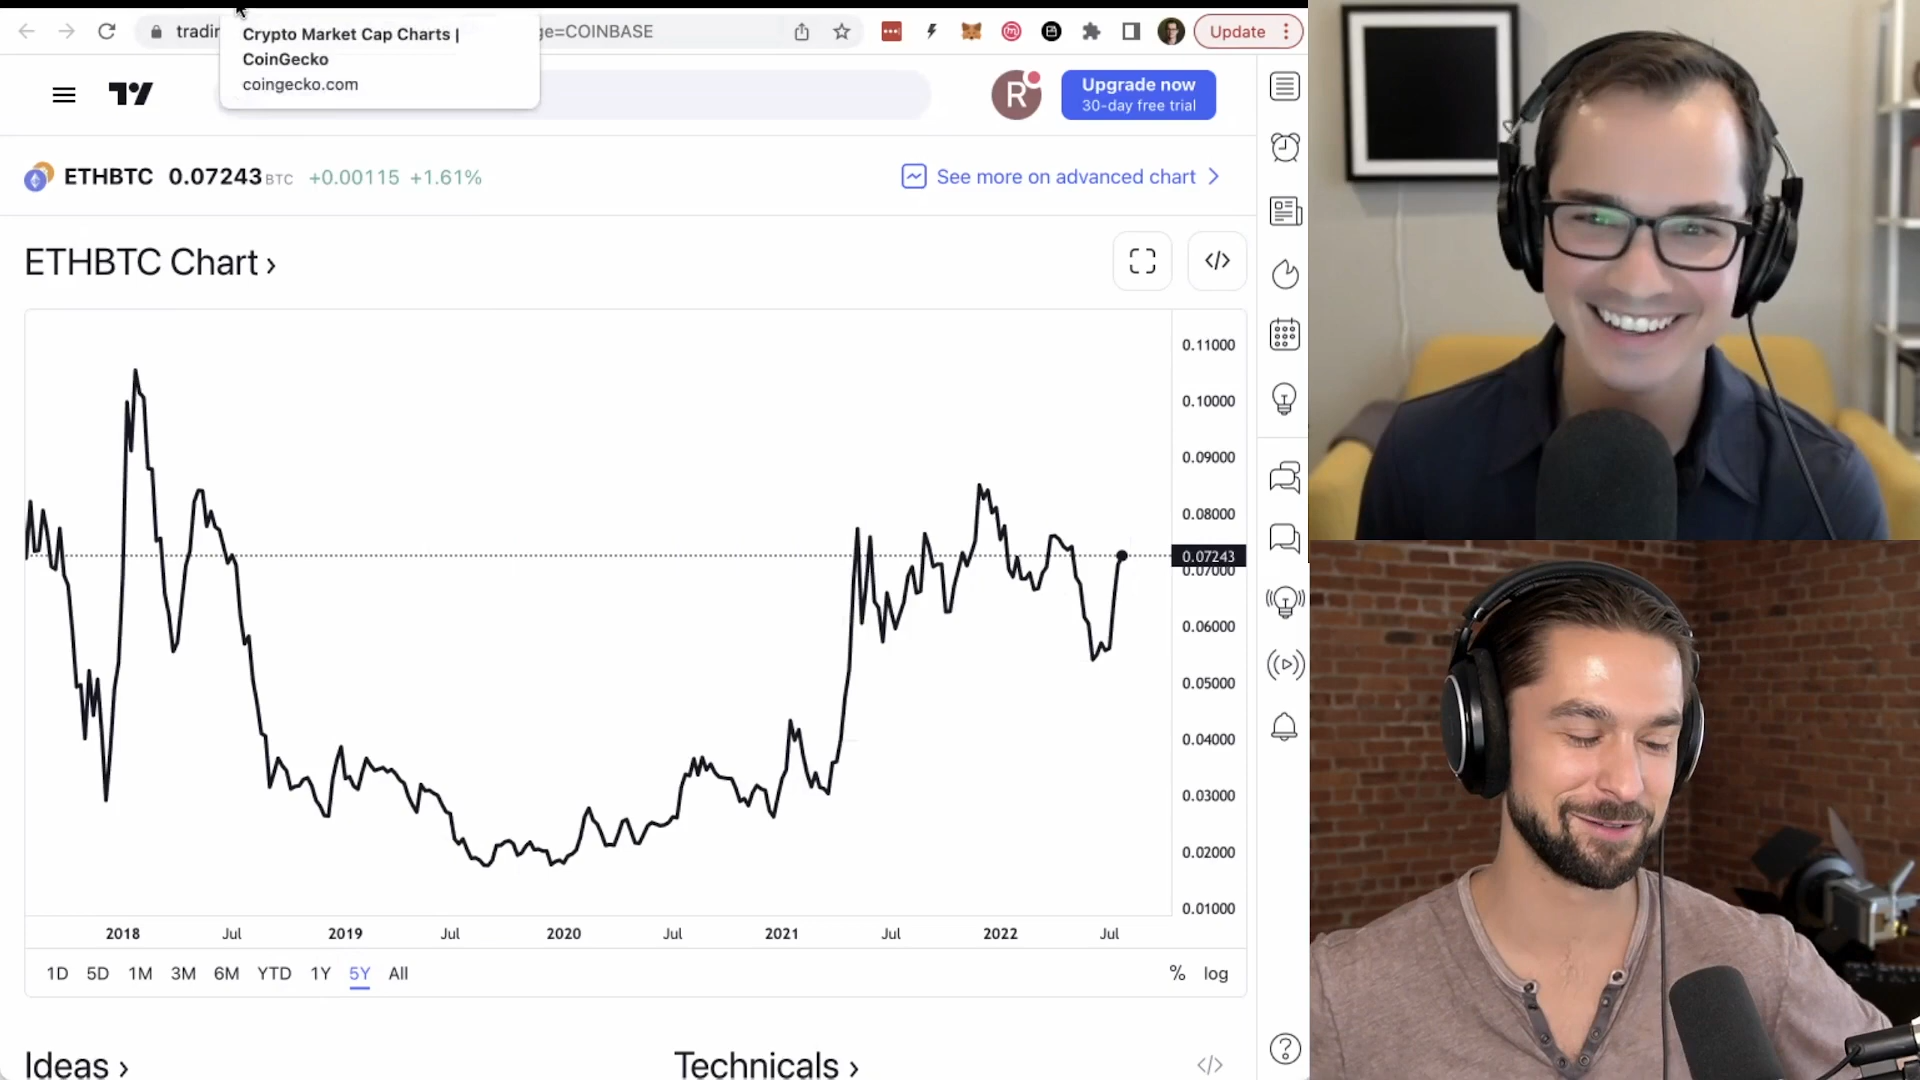 tradin
ge=COINBASE
Update
Crypto Market Cap Charts |
CoinGecko
coingecko.com
R
Upgrade now
30-day free trial
ETHBTC 0.07243 BTC +0.00115 +1.61%
See more on advanced chart
ETHBTC Chart ›
</>
0.11000
0.10000
0.09000
0.08000
0.07243
0.07000
0.06000
0.05000
0.04000
0.03000
0.02000
0.01000
2018 Jul 2019 Jul 2020 Jul 2021 Jul 2022 Jul
1D 5D 1M 3M 6M YTD 1Y 5Y All % log
Ideas › Technicals › </>